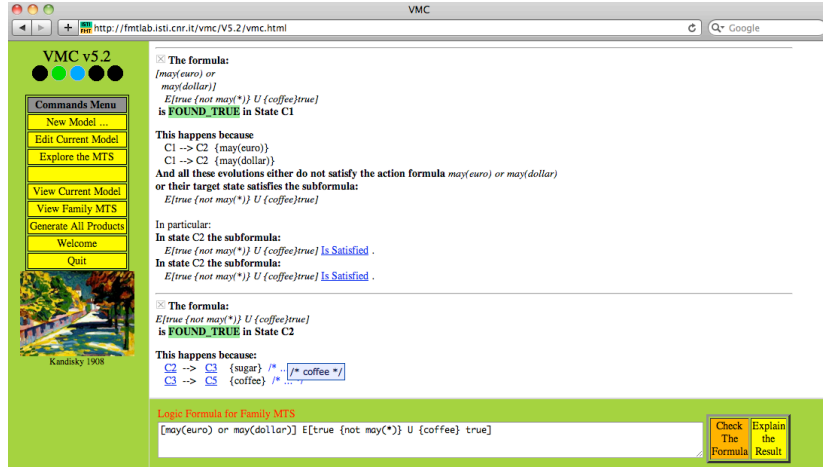 VMC
http://fmtlab.isti.cnr.it/vmc/V5.2/vmc.html
Google
ISTI
FMT
VMC v5.2
Commands Menu
New Model ...
Edit Current Model
Explore the MTS
View Current Model
View Family MTS
Generate All Products
Welcome
Quit
Kandisky 1908
The formula:
[may(euro) or
may(dollar)]
E[true {not may(*)} U {coffee}true]
is FOUND_TRUE in State C1
This happens because
C1 --> C2 {may(euro)}
C1 --> C2 {may(dollar)}
And all these evolutions either do not satisfy the action formula may(euro) or may(dollar)
or their target state satisfies the subformula:
E[true {not may(*)} U {coffee}true]
In particular:
In state C2 the subformula:
E[true {not may(*)} U {coffee}true] Is Satisfied .
In state C2 the subformula:
E[true {not may(*)} U {coffee}true] Is Satisfied .
The formula:
E[true {not may(*)} U {coffee}true]
is FOUND_TRUE in State C2
This happens because:
C2 --> C3 {sugar} /* ... /* coffee */
C3 --> C5 {coffee} /* ... */
Logic Formula for Family MTS
[may(euro) or may(dollar)] E[true {not may(*)} U {coffee} true]
Check The Formula
Explain the Result